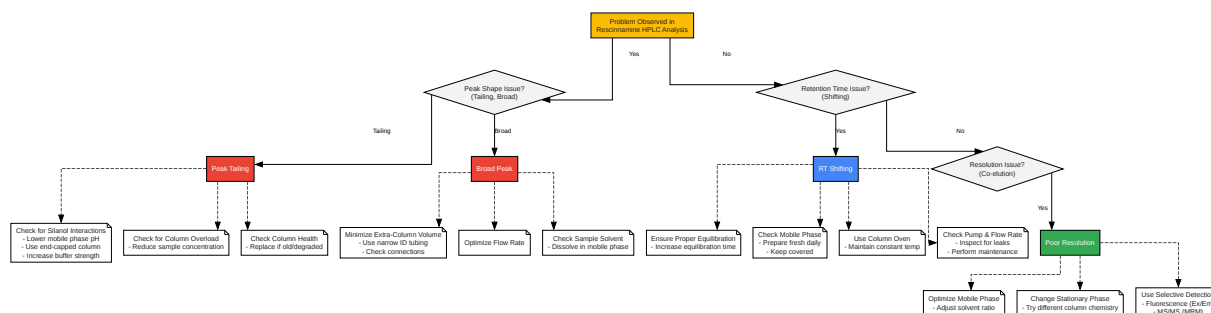 Problem Observed in
Rescinnamine HPLC Analysis
Yes
No
Peak Shape Issue?
(Tailing, Broad)
Retention Time Issue?
(Shifting)
Tailing
Broad
Yes
No
Peak Tailing
Broad Peak
RT Shifting
Resolution Issue?
(Co-elution)
Yes
Check for Silanol Interactions
- Lower mobile phase pH
- Use end-capped column
- Increase buffer strength
Check for Column Overload
- Reduce sample concentration
Check Column Health
- Replace if old/degraded
Minimize Extra-Column Volume
- Use narrow ID tubing
- Check connections
Optimize Flow Rate
Check Sample Solvent
- Dissolve in mobile phase
Ensure Proper Equilibration
- Increase equilibration time
Check Mobile Phase
- Prepare fresh daily
- Keep covered
Use Column Oven
- Maintain constant temp
Check Pump & Flow Rate
- Inspect for leaks
- Perform maintenance
Poor Resolution
Optimize Mobile Phase
- Adjust solvent ratio
Change Stationary Phase
- Try different column chemistry
Use Selective Detectio
- Fluorescence (Ex/Em
- MS/MS (MRM)